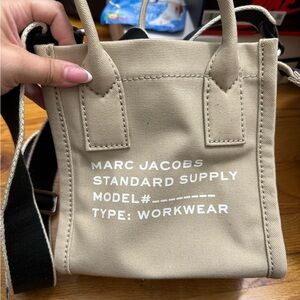 MARC JACOBS
STANDARD SUPPLY
MODEL#________
TYPE: WORKWEAR